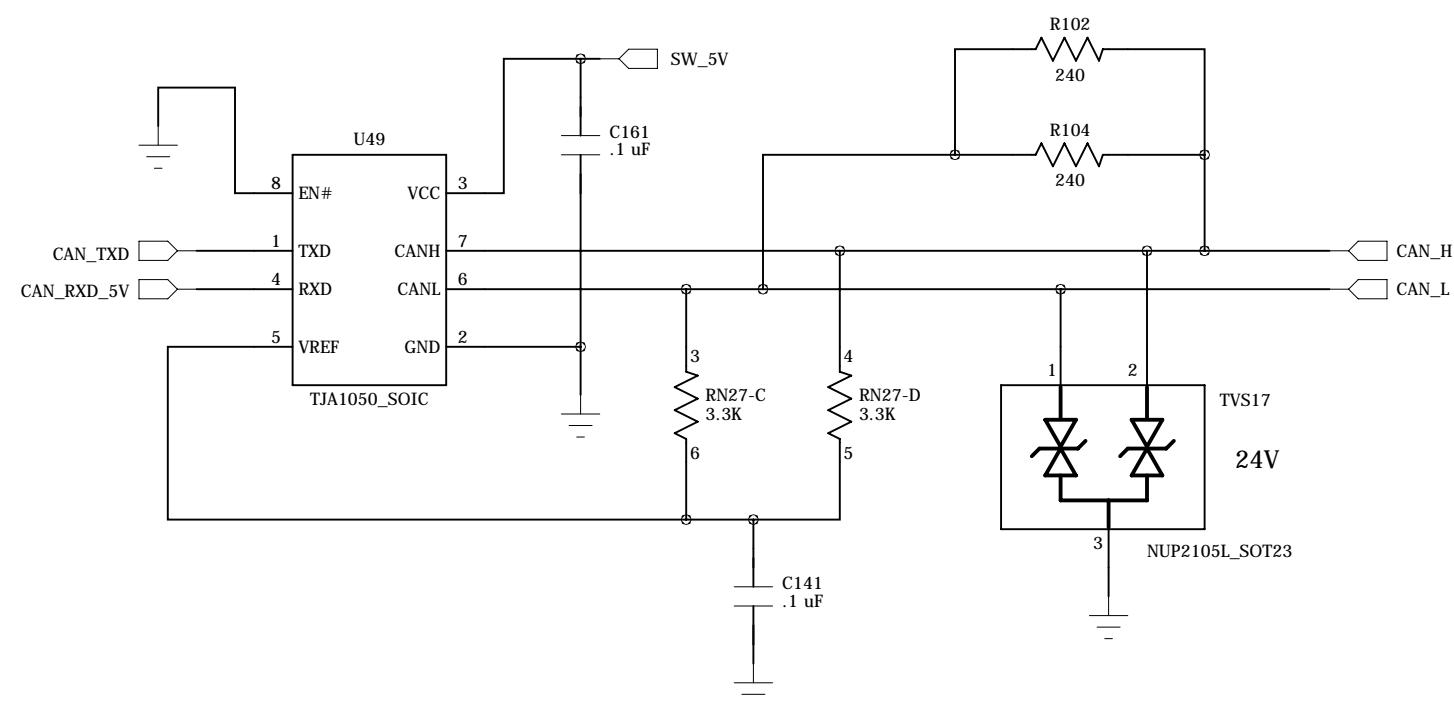 R102
240
SW_5V
C161
.1 uF
U49
R104
240
8
EN#
VCC
3
CAN_TXD
1
TXD
CANH
7
CAN_H
CAN_RXD_5V
4
RXD
CANL
6
CAN_L
5
VREF
GND
2
TJA1050_SOIC
3
RN27-C
3.3K
6
4
RN27-D
3.3K
5
1
2
TVS17
24V
3
NUP2105L_SOT23
C141
.1 uF